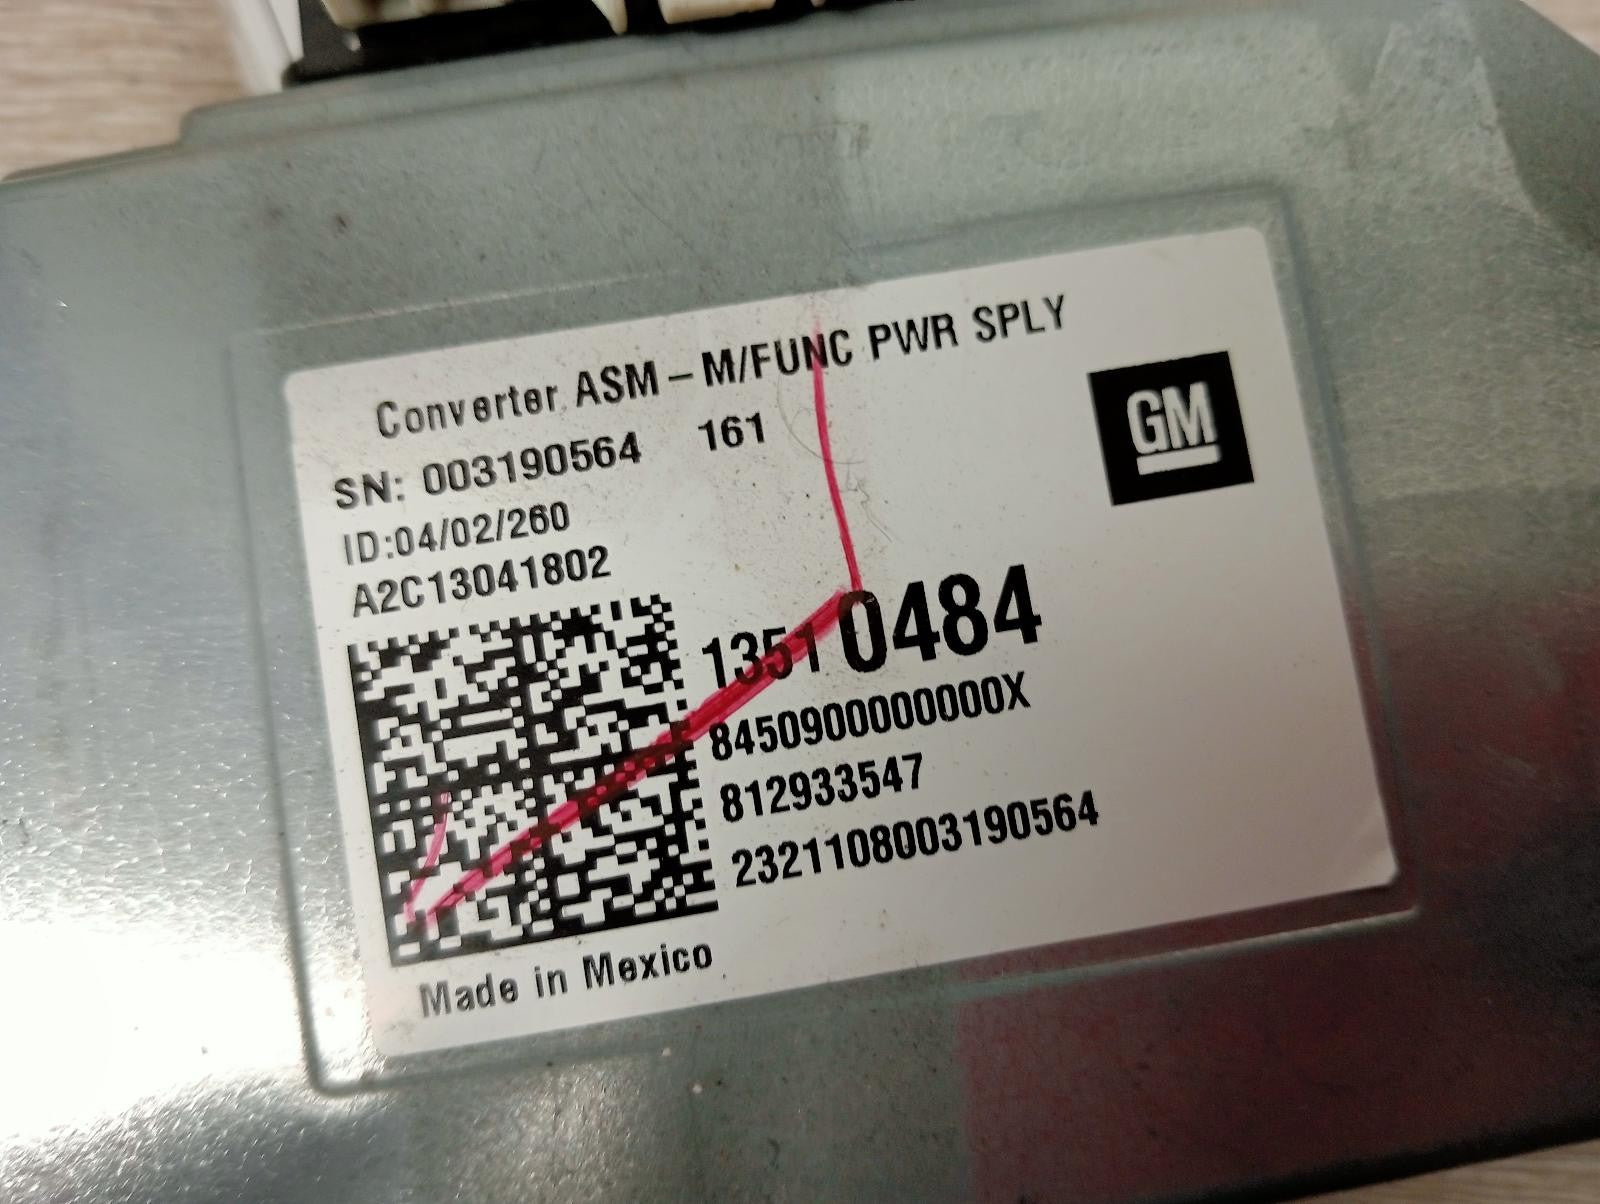 Converter ASM – M/FUNC PWR SPLY
SN: 003190564 161
GM
ID:04/02/260
A2C13041802
13510484
8450900000000X
812933547
2321108003190564
Made in Mexico